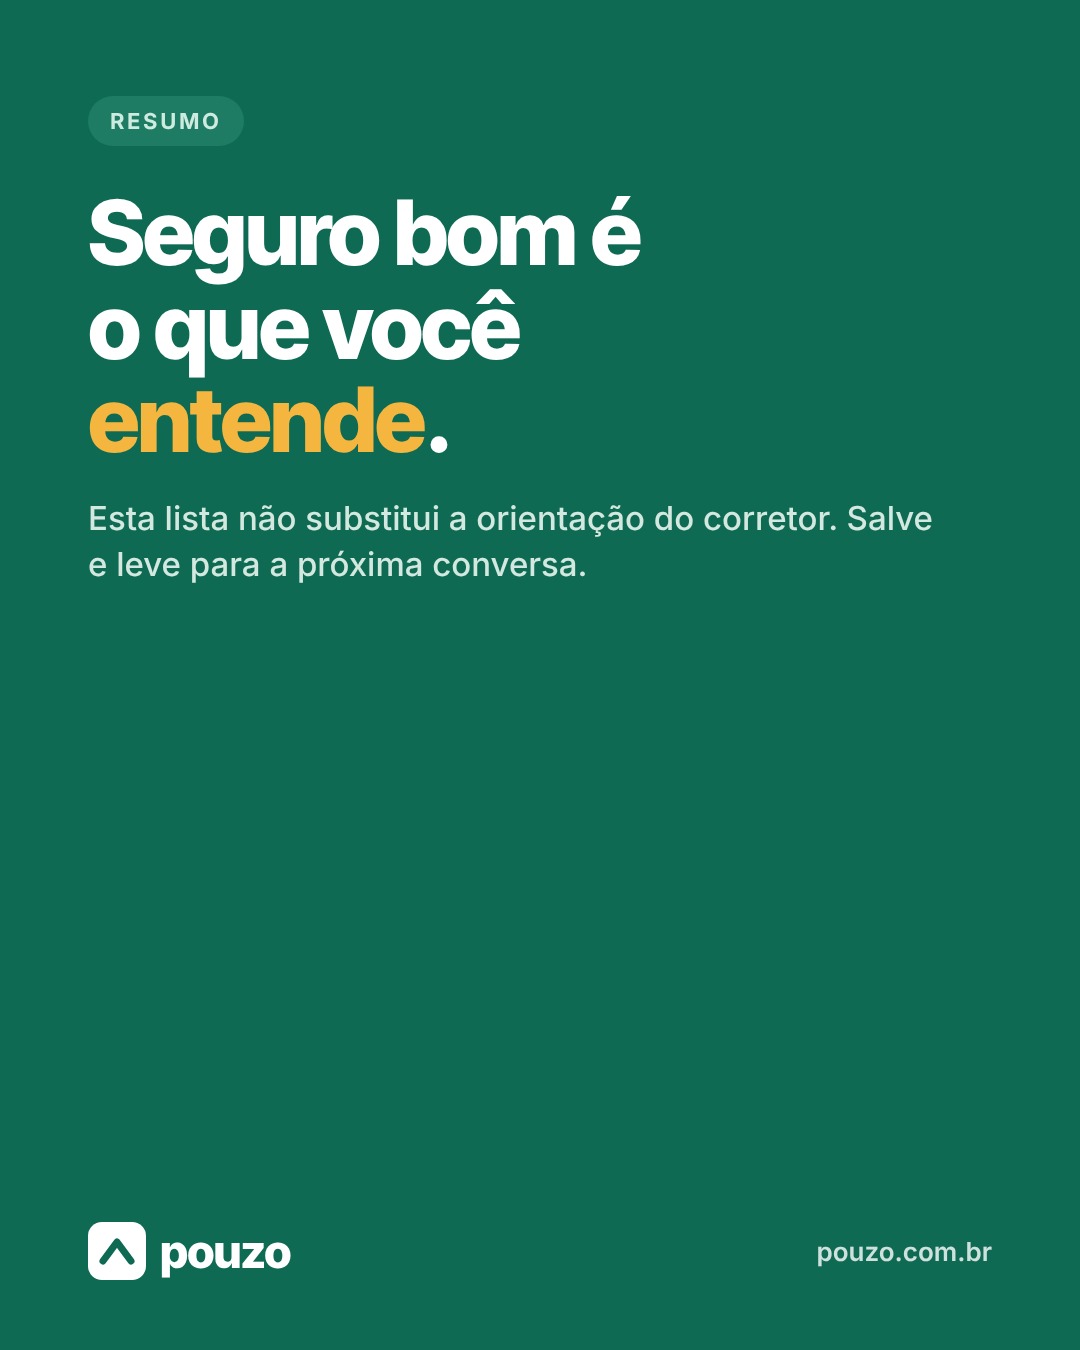 RESUMO
Seguro bom é
o que você
entende.
Esta lista não substitui a orientação do corretor. Salve
e leve para a próxima conversa.
pouzo
pouzo.com.br